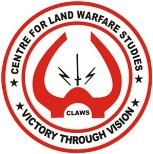 CENTRE FOR LAND WARFARE STUDIES
CLAWS
★ VICTORY THROUGH VISION ★